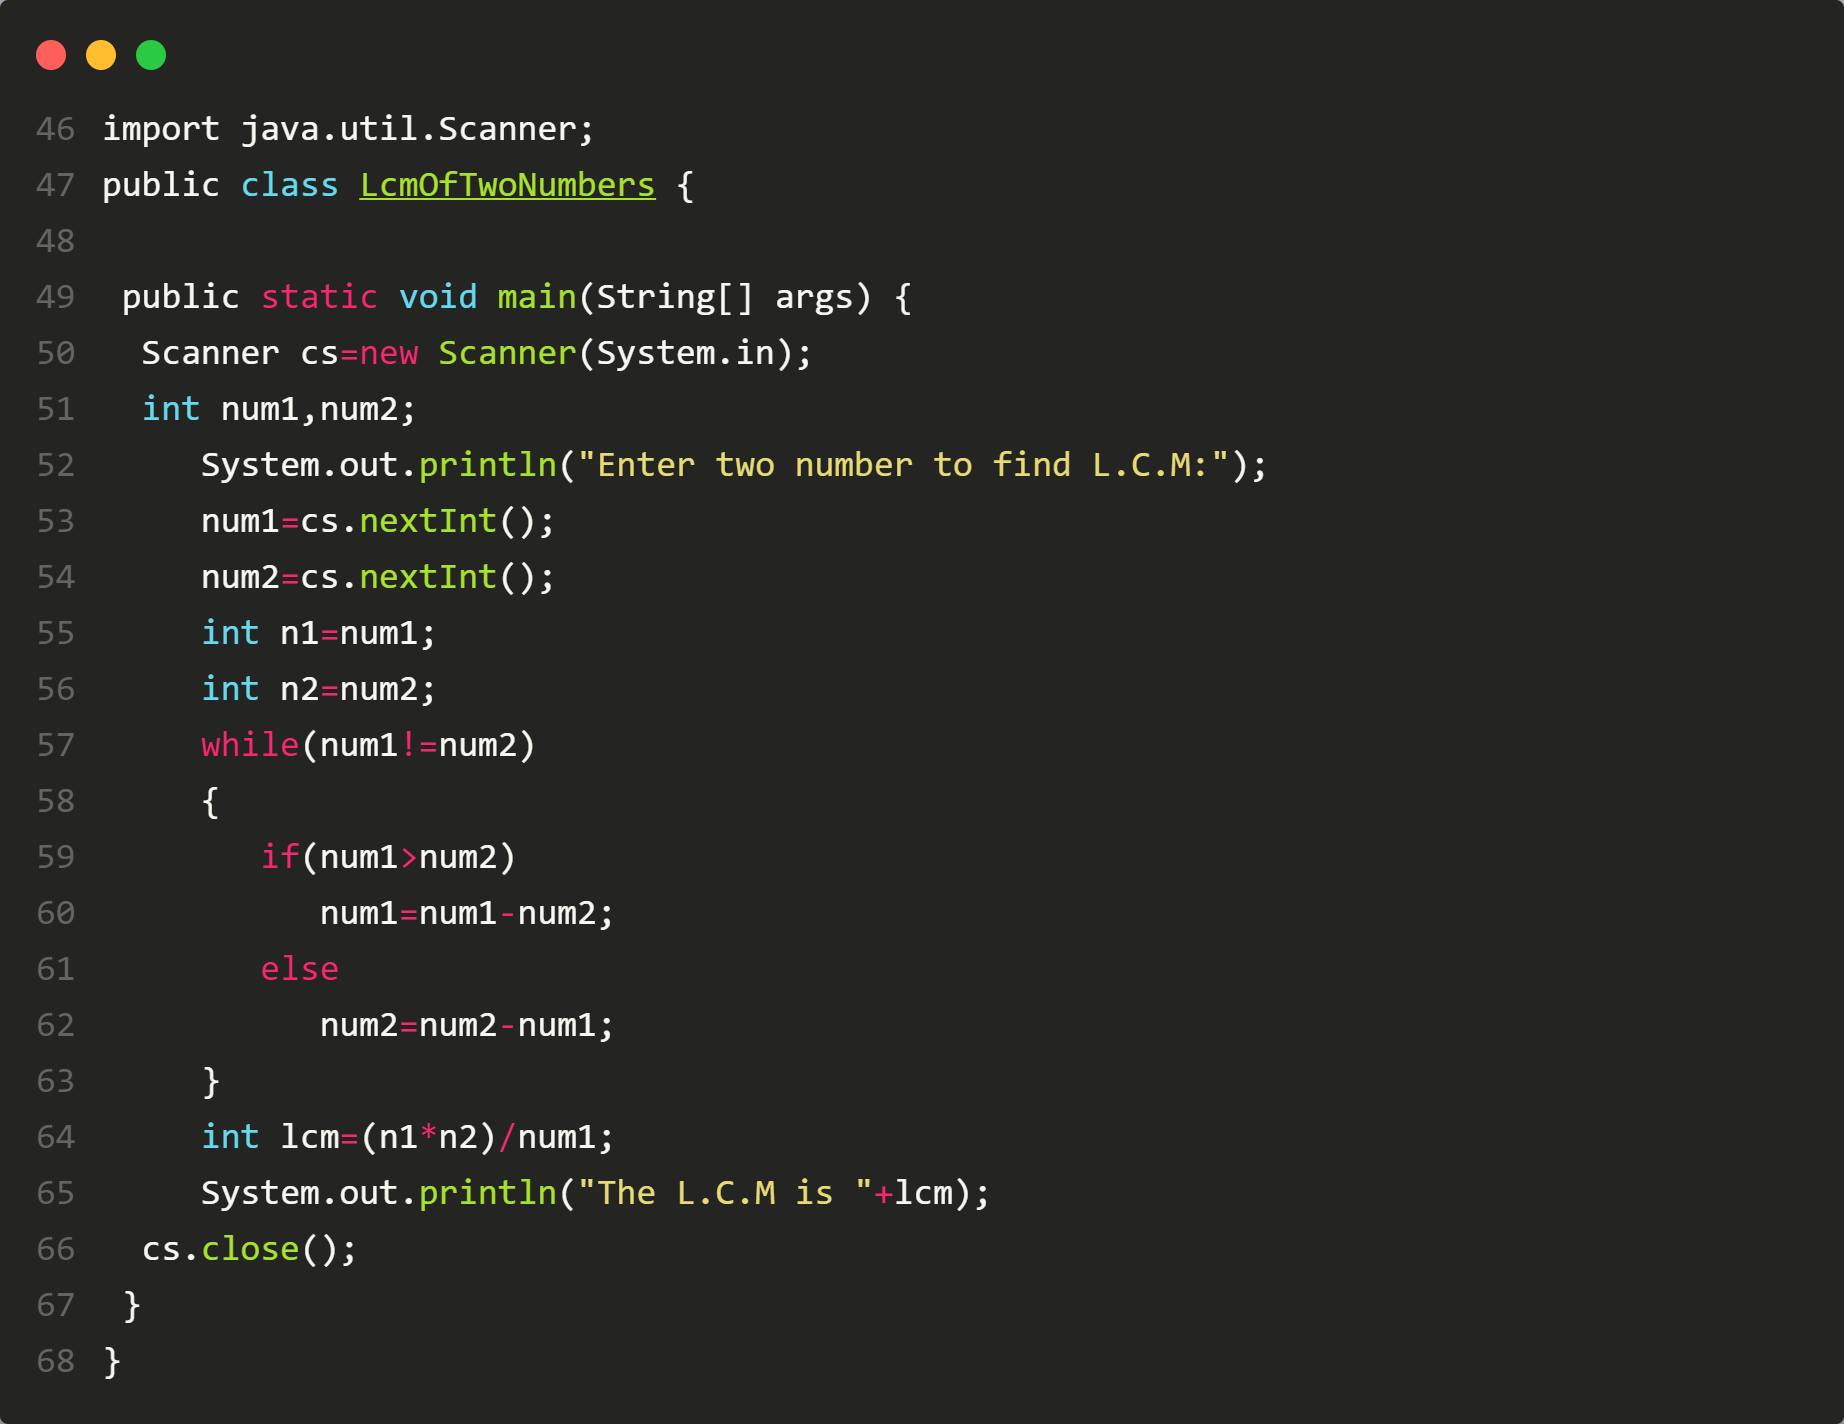 46 import java.util.Scanner;
47 public class LcmOfTwoNumbers {
48
49  public static void main(String[] args) {
50   Scanner cs=new Scanner(System.in);
51   int num1,num2;
52      System.out.println("Enter two number to find L.C.M:");
53      num1=cs.nextInt();
54      num2=cs.nextInt();
55      int n1=num1;
56      int n2=num2;
57      while(num1!=num2)
58      {
59         if(num1>num2)
60            num1=num1-num2;
61         else
62            num2=num2-num1;
63      }
64      int lcm=(n1*n2)/num1;
65      System.out.println("The L.C.M is "+lcm);
66   cs.close();
67  }
68 }